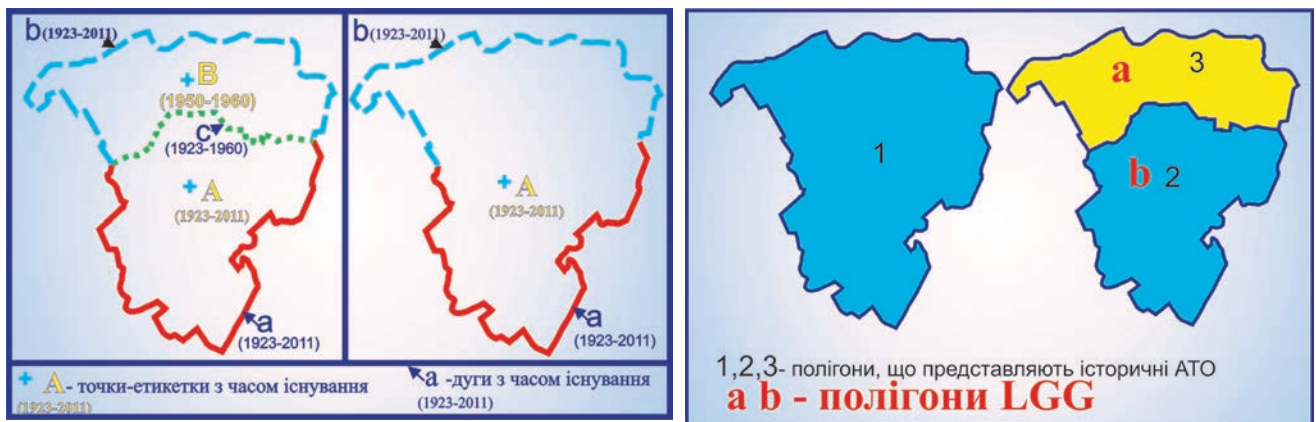 b(1923-2011)
B
(1950-1960)
c
(1923-1960)
A
(1923-2011)
a
(1923-2011)
b(1923-2011)
A
(1923-2011)
a
(1923-2011)
A- точки-етикетки з часом існування
(1923-2011)
a -дуги з часом існування
(1923-2011)
1
a 3
b 2
1,2,3- полігони, що представляють історичні АТО
a b - полігони LGG